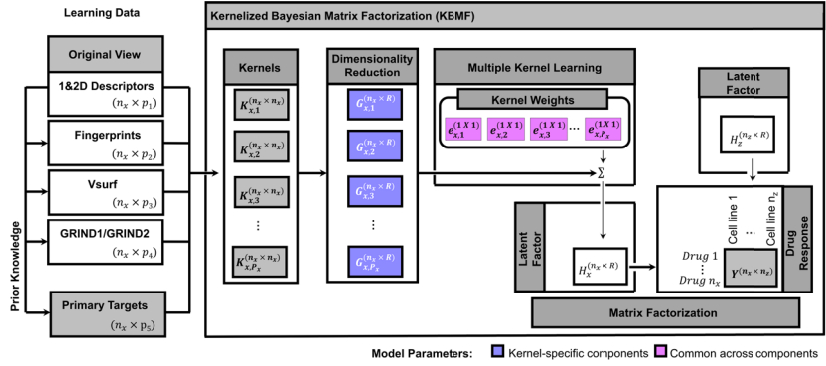 Learning Data
Kernelized Bayesian Matrix Factorization (KEMF)
Original View
1&2D Descriptors
(n_x × p_1)
Fingerprints
(n_x × p_2)
Vsurf
(n_x × p_3)
GRIND1/GRIND2
(n_x × p_4)
Primary Targets
(n_x × p_5)
Prior Knowledge
Kernels
K_{x,1}^{(n_x × n_x)}
K_{x,2}^{(n_x × n_x)}
K_{x,3}^{(n_x × n_x)}
⋮
K_{x,P_x}^{(n_x × n_x)}
Dimensionality
Reduction
G_{x,1}^{(n_x × R)}
G_{x,2}^{(n_x × R)}
G_{x,3}^{(n_x × R)}
⋮
G_{x,P_x}^{(n_x × R)}
Multiple Kernel Learning
Kernel Weights
e_{x,1}^{(1 X 1)} e_{x,2}^{(1 X 1)} e_{x,3}^{(1 X 1)} ⋯ e_{x,P_x}^{(1 X 1)}
Σ
Latent
Factor
H_z^{(n_z × R)}
Latent
Factor
H_x^{(n_x × R)}
Cell line 1
⋯
Cell line n_z
Drug 1
⋮
Drug n_x
Y^{(n_x × n_z)}
Drug
Response
Matrix Factorization
Model Parameters: Kernel-specific components Common across components